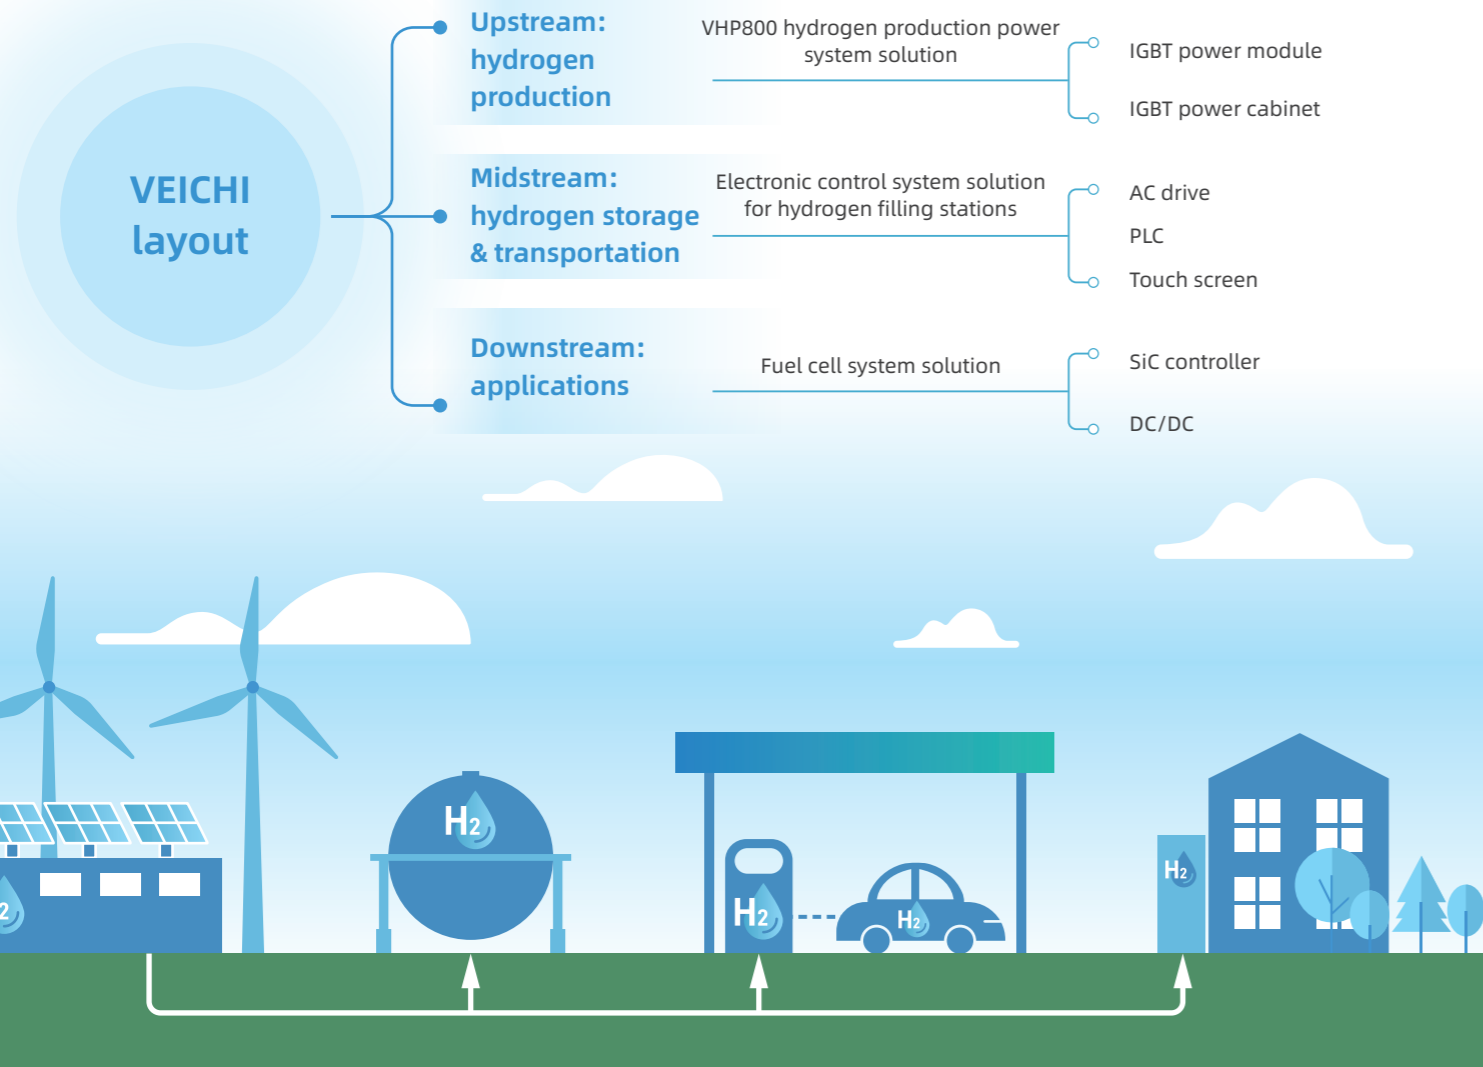 VEICHI
layout
Upstream:
hydrogen
production
VHP800 hydrogen production power
system solution
IGBT power module
IGBT power cabinet
Midstream:
hydrogen storage
& transportation
Electronic control system solution
for hydrogen filling stations
AC drive
PLC
Touch screen
Downstream:
applications
Fuel cell system solution
SiC controller
DC/DC
2
H2
H2
H2
H2